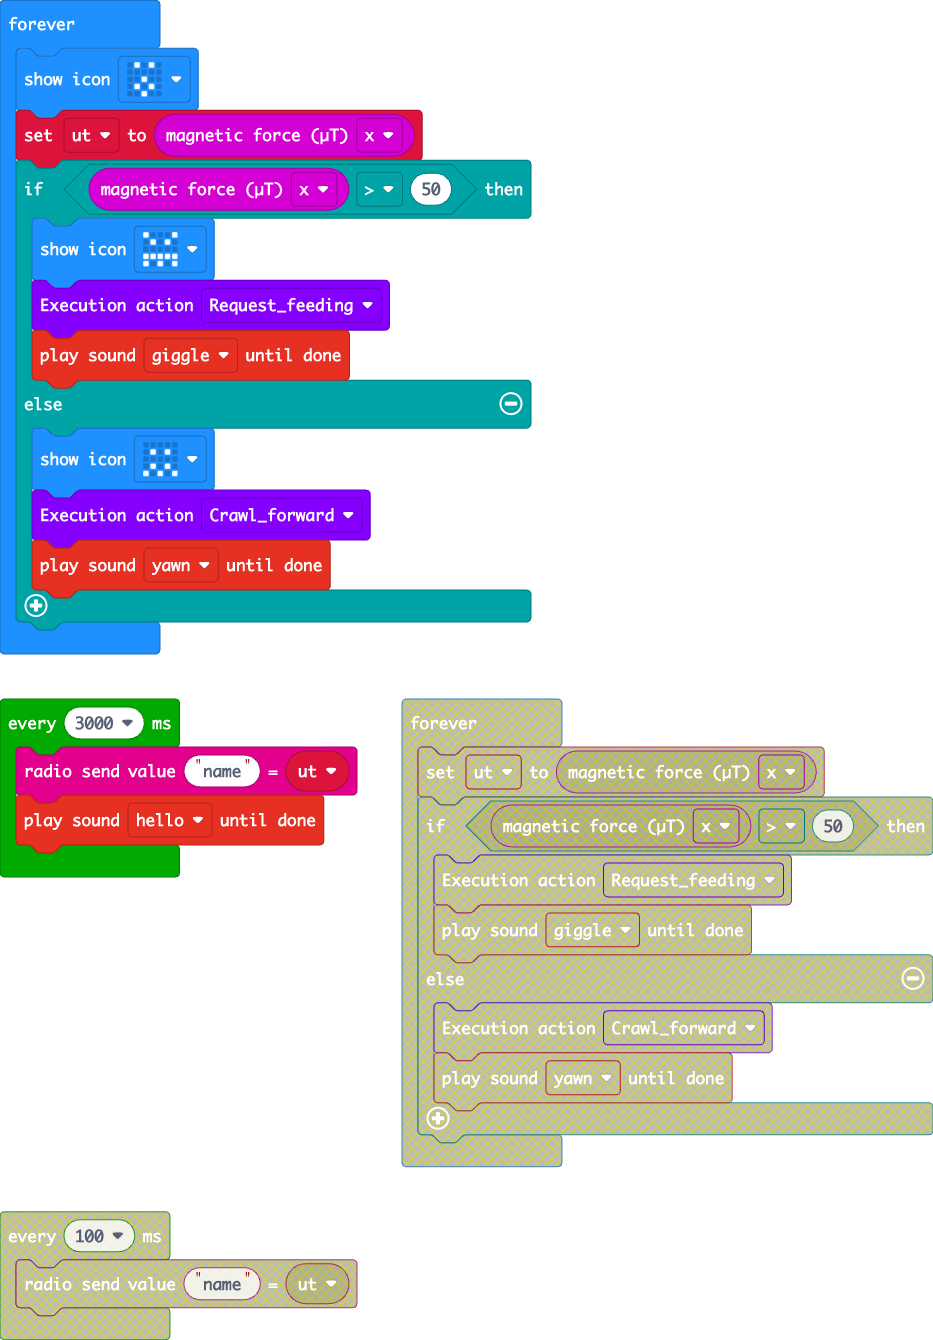 forever
show icon
set ut to magnetic force (µT) x
if magnetic force (µT) x > 50 then
show icon
Execution action Request_feeding
play sound giggle until done
else
show icon
Execution action Crawl_forward
play sound yawn until done
every 3000 ms
radio send value "name" = ut
play sound hello until done
forever
set ut to magnetic force (µT) x
if magnetic force (µT) x > 50 then
Execution action Request_feeding
play sound giggle until done
else
Execution action Crawl_forward
play sound yawn until done
every 100 ms
radio send value "name" = ut